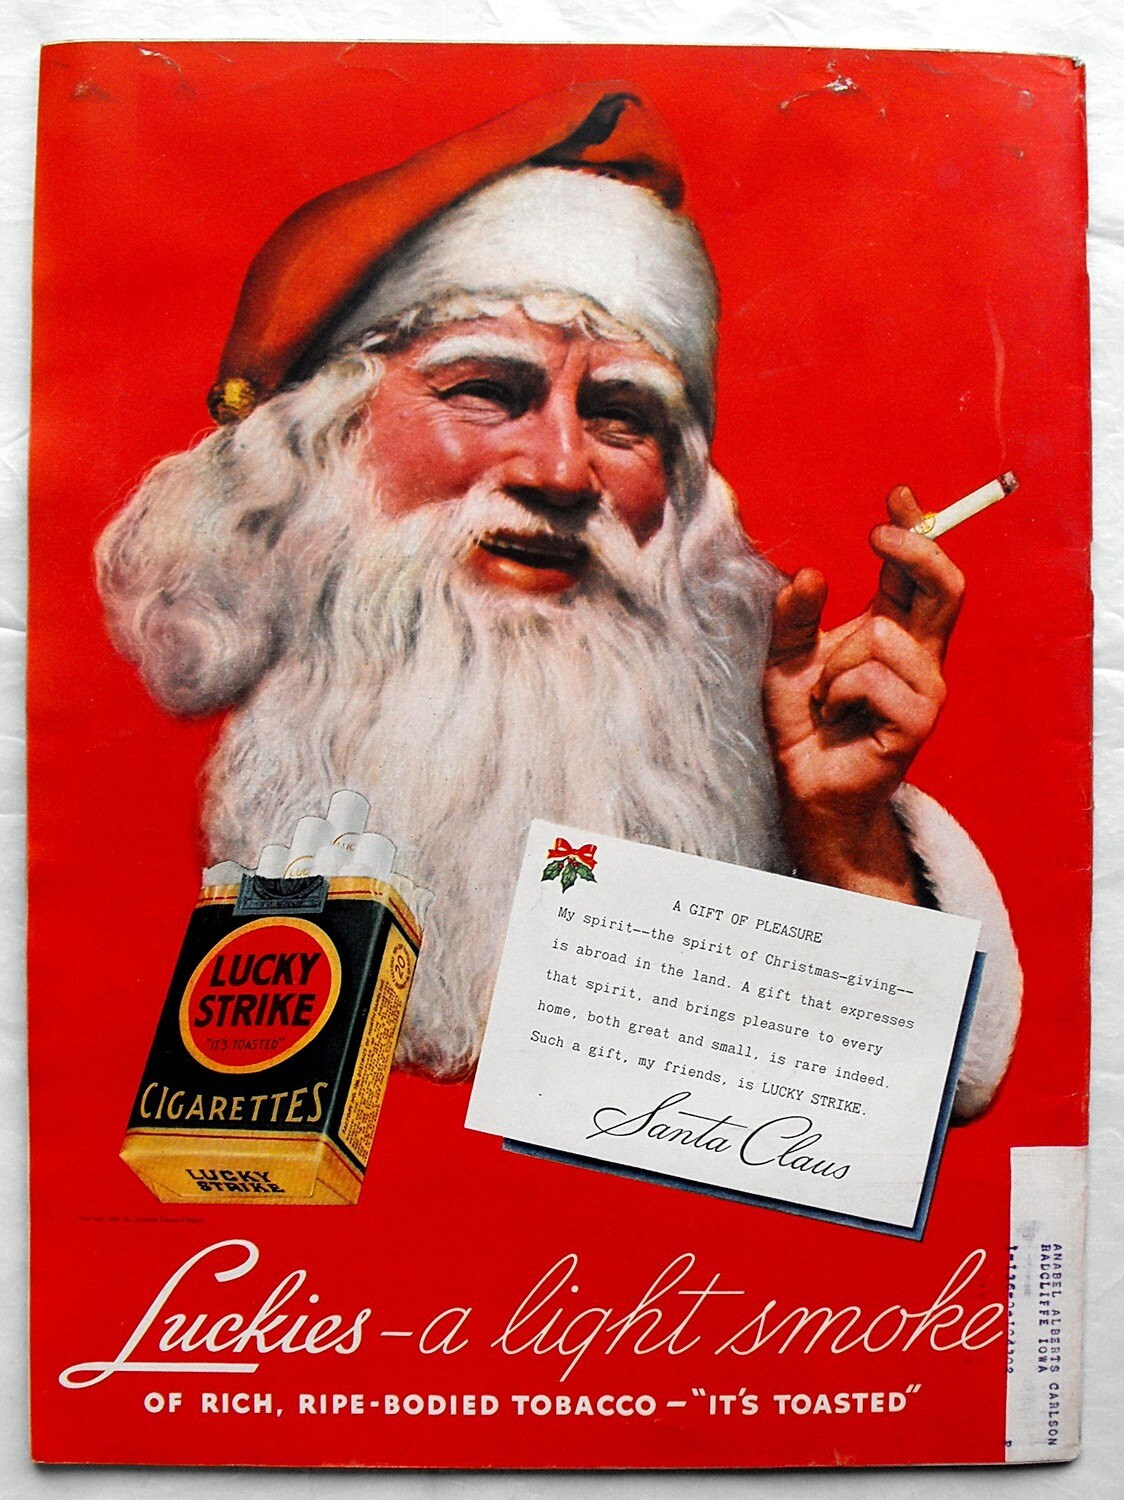 A GIFT OF PLEASURE
My spirit--the spirit of Christmas-giving--
is abroad in the land. A gift that expresses
that spirit, and brings pleasure to every
home, both great and small, is rare indeed.
Such a gift, my friends, is LUCKY STRIKE.
Santa Claus
LUCKY
STRIKE
"IT'S TOASTED"
CIGARETTES
20
LUCKY
STRIKE
Luckies – a light smoke
OF RICH, RIPE-BODIED TOBACCO – "IT'S TOASTED"
ANABEL ALBERTS CARLSON
RADCLIFFE IOWA